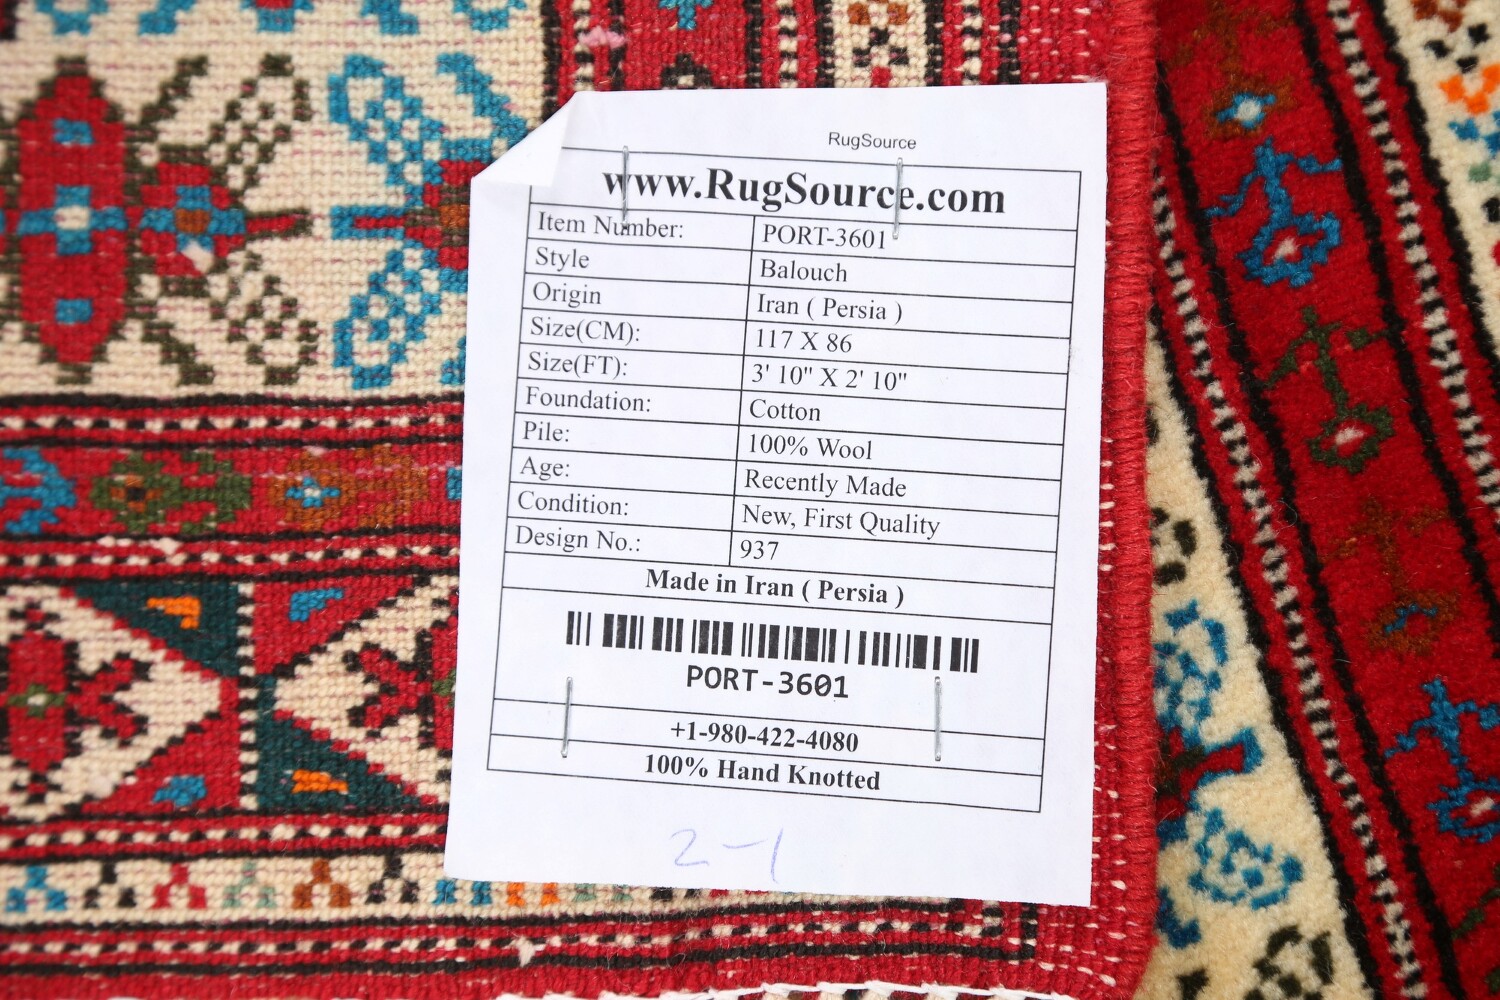 RugSource
www.RugSource.com
Item Number: PORT-3601
Style Balouch
Origin Iran ( Persia )
Size(CM): 117 X 86
Size(FT): 3' 10" X 2' 10"
Foundation: Cotton
Pile: 100% Wool
Age: Recently Made
Condition: New, First Quality
Design No.: 937
Made in Iran ( Persia )
PORT-3601
+1-980-422-4080
100% Hand Knotted
2-1